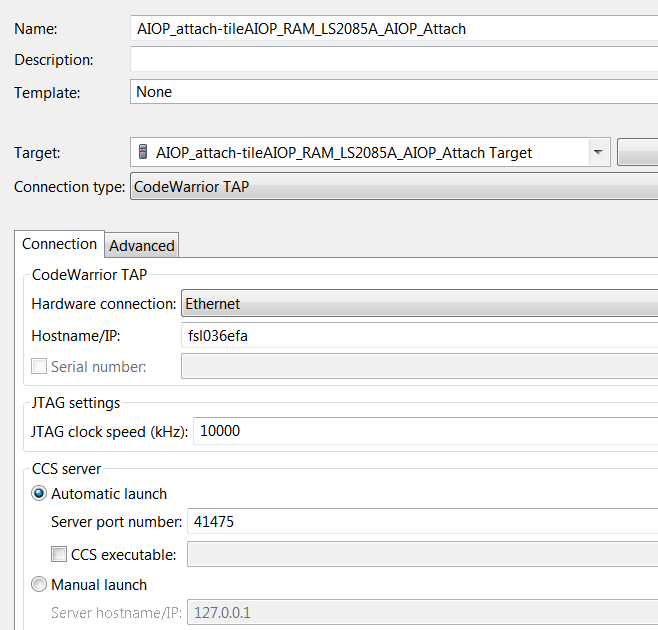 Name: AIOP_attach-tileAIOP_RAM_LS2085A_AIOP_Attach
Description:
Template: None
Target: AIOP_attach-tileAIOP_RAM_LS2085A_AIOP_Attach Target
Connection type: CodeWarrior TAP
Connection Advanced
CodeWarrior TAP
Hardware connection: Ethernet
Hostname/IP: fsl036efa
Serial number:
JTAG settings
JTAG clock speed (kHz): 10000
CCS server
Automatic launch
Server port number: 41475
CCS executable:
Manual launch
Server hostname/IP: 127.0.0.1